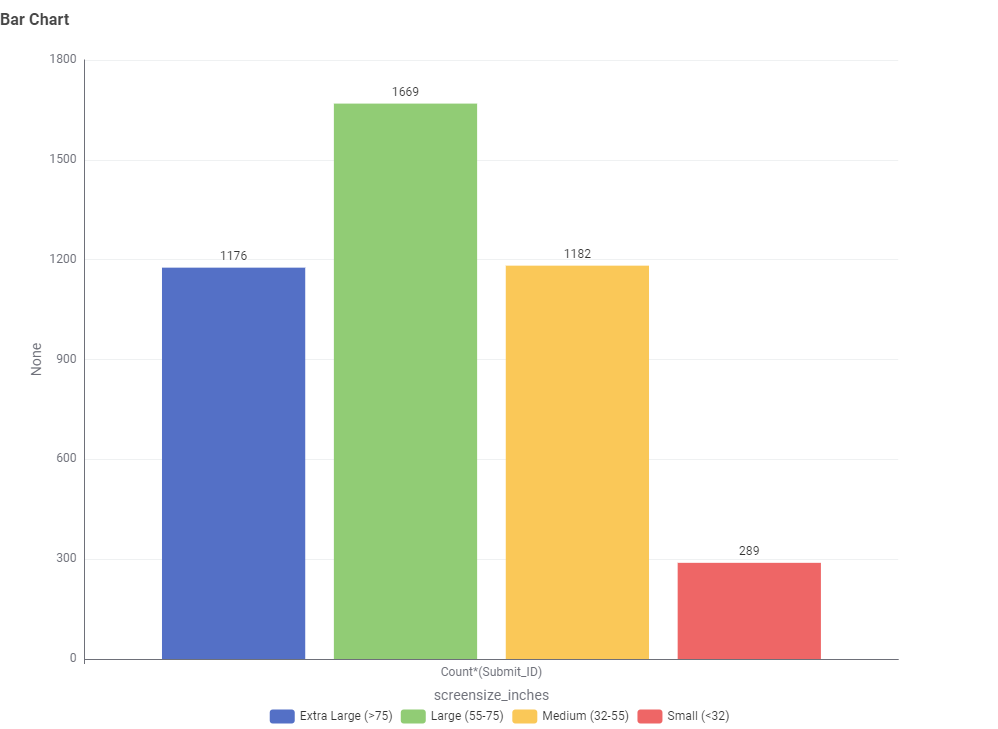 Bar Chart
1800
1669
1500
1200
1176
1182
None
900
600
300
289
0
Count*(Submit_ID)
screensize_inches
Extra Large (>75) Large (55-75) Medium (32-55) Small (<32)